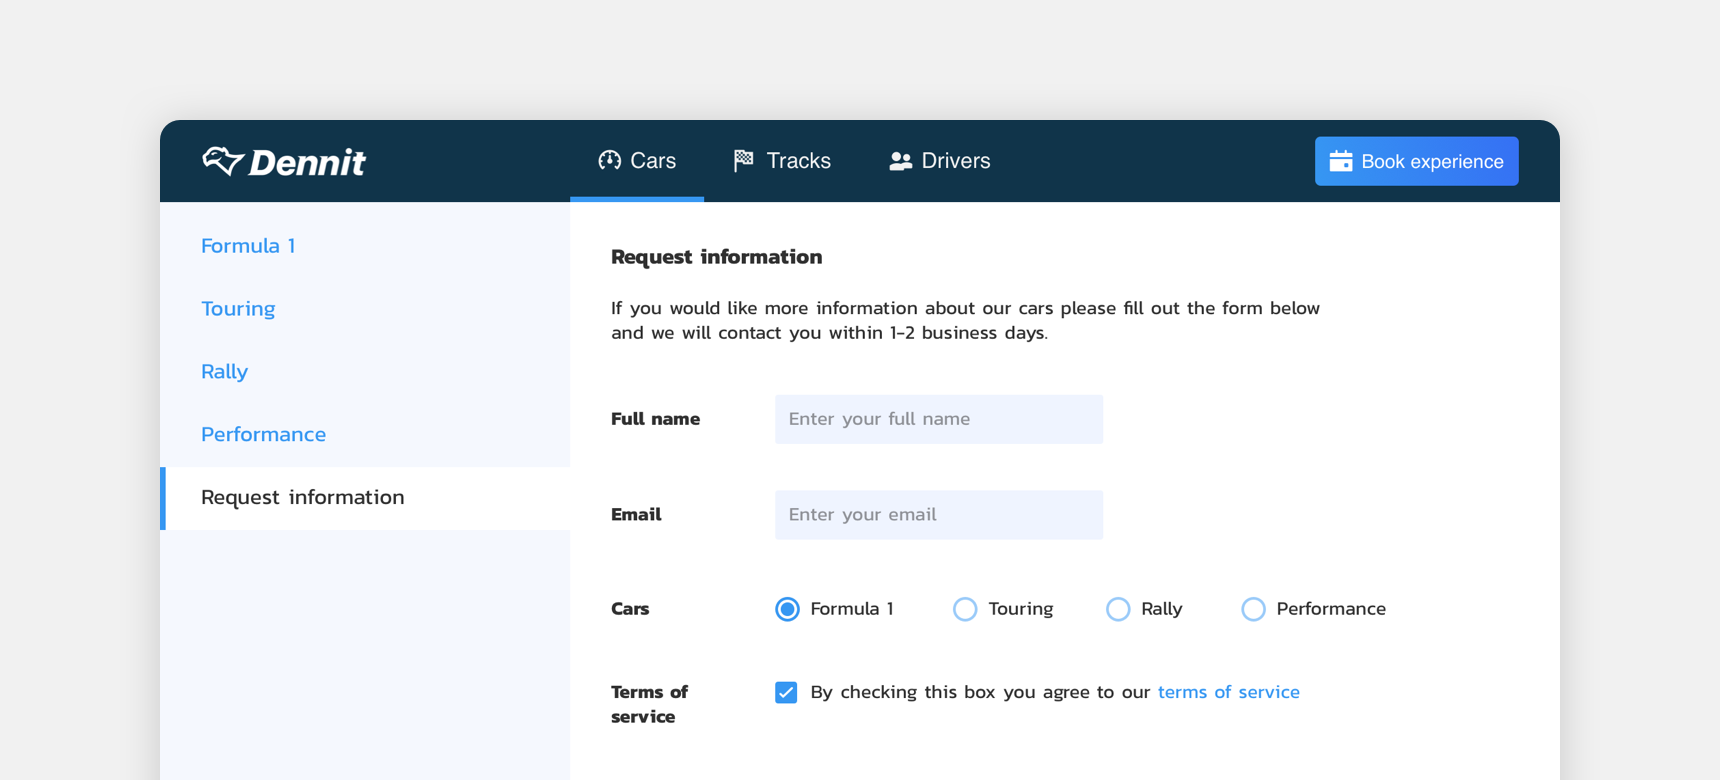 Dennit
Cars
Tracks
Drivers
Book experience
Formula 1
Touring
Rally
Performance
Request information
Request information
If you would like more information about our cars please fill out the form below
and we will contact you within 1-2 business days.
Full name
Enter your full name
Email
Enter your email
Cars
Formula 1
Touring
Rally
Performance
Terms of
service
By checking this box you agree to our terms of service